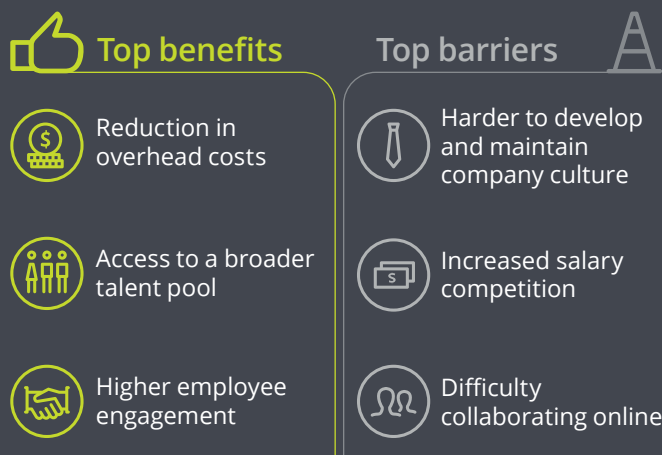 Top benefits
Reduction in
overhead costs
Access to a broader
talent pool
Higher employee
engagement
Top barriers
Harder to develop
and maintain
company culture
Increased salary
competition
Difficulty
collaborating online
$
S